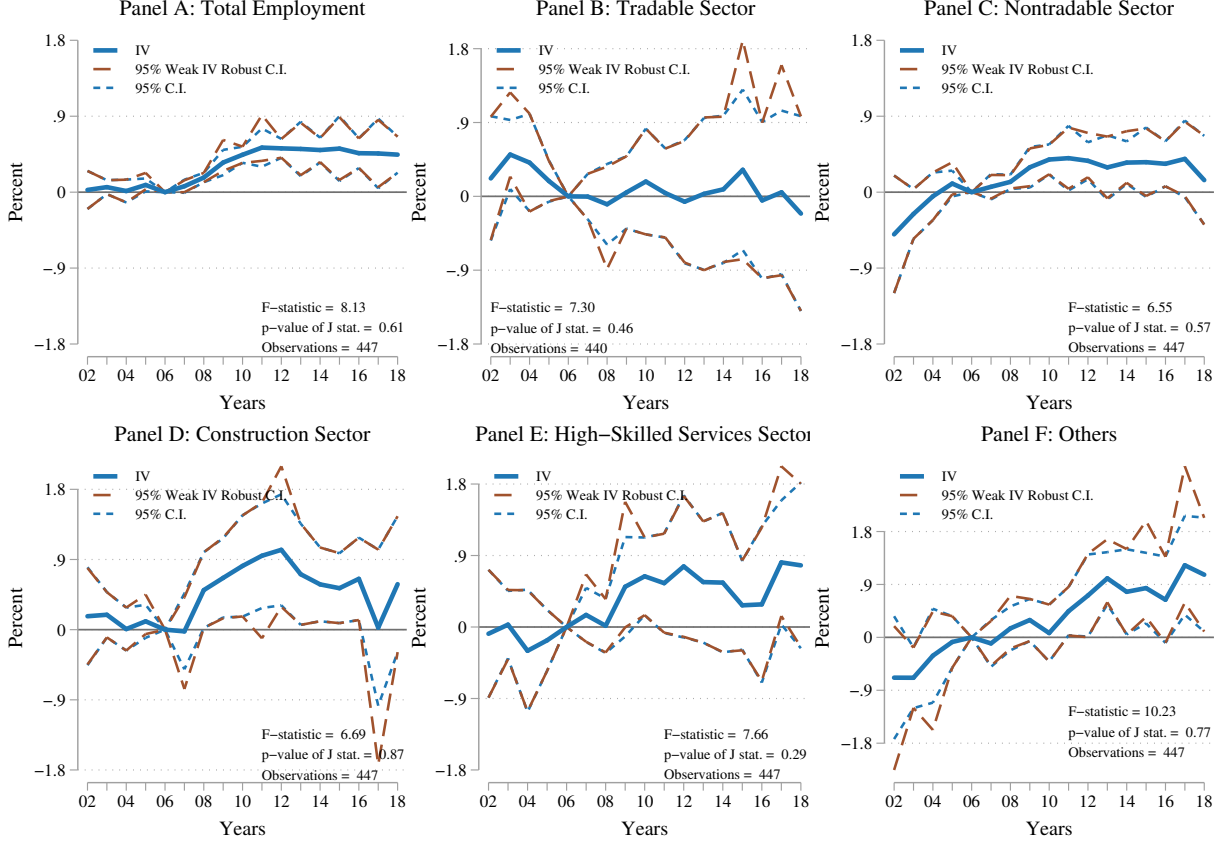 Panel A: Total Employment
Percent
1.8
.9
0
−.9
−1.8
IV
95% Weak IV Robust C.I.
95% C.I.
F−statistic = 8.13
p−value of J stat. = 0.61
Observations = 447
02 04 06 08 10 12 14 16 18
Years
Panel B: Tradable Sector
Percent
1.8
.9
0
−.9
−1.8
IV
95% Weak IV Robust C.I.
95% C.I.
F−statistic = 7.30
p−value of J stat. = 0.46
Observations = 440
02 04 06 08 10 12 14 16 18
Years
Panel C: Nontradable Sector
Percent
1.8
.9
0
−.9
−1.8
IV
95% Weak IV Robust C.I.
95% C.I.
F−statistic = 6.55
p−value of J stat. = 0.57
Observations = 447
02 04 06 08 10 12 14 16 18
Years
Panel D: Construction Sector
Percent
1.8
.9
0
−.9
−1.8
IV
95% Weak IV Robust C.I.
95% C.I.
F−statistic = 6.69
p−value of J stat. = 0.87
Observations = 447
02 04 06 08 10 12 14 16 18
Years
Panel E: High−Skilled Services Sector
Percent
1.8
.9
0
−.9
−1.8
IV
95% Weak IV Robust C.I.
95% C.I.
F−statistic = 7.66
p−value of J stat. = 0.29
Observations = 447
02 04 06 08 10 12 14 16 18
Years
Panel F: Others
Percent
1.8
.9
0
−.9
−1.8
IV
95% Weak IV Robust C.I.
95% C.I.
F−statistic = 10.23
p−value of J stat. = 0.77
Observations = 447
02 04 06 08 10 12 14 16 18
Years